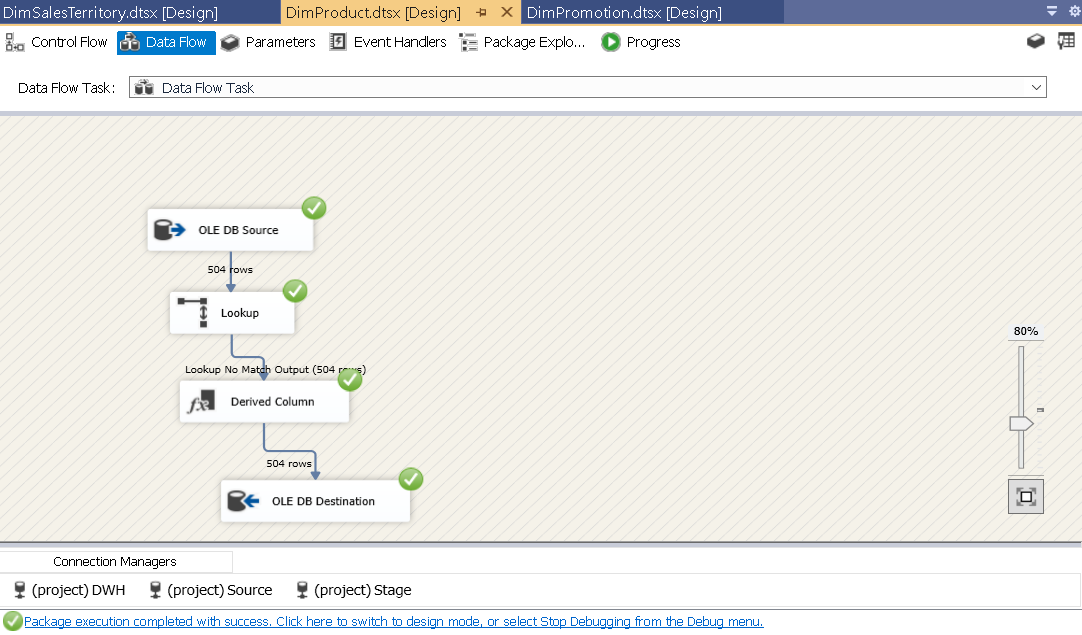 DimSalesTerritory.dtsx [Design] DimProduct.dtsx [Design] DimPromotion.dtsx [Design]
Control Flow Data Flow Parameters Event Handlers Package Explo... Progress
Data Flow Task: Data Flow Task
OLE DB Source
504 rows
Lookup
80%
Lookup No Match Output (504 rows)
Derived Column
504 rows
OLE DB Destination
Connection Managers
(project) DWH (project) Source (project) Stage
Package execution completed with success. Click here to switch to design mode, or select Stop Debugging from the Debug menu.